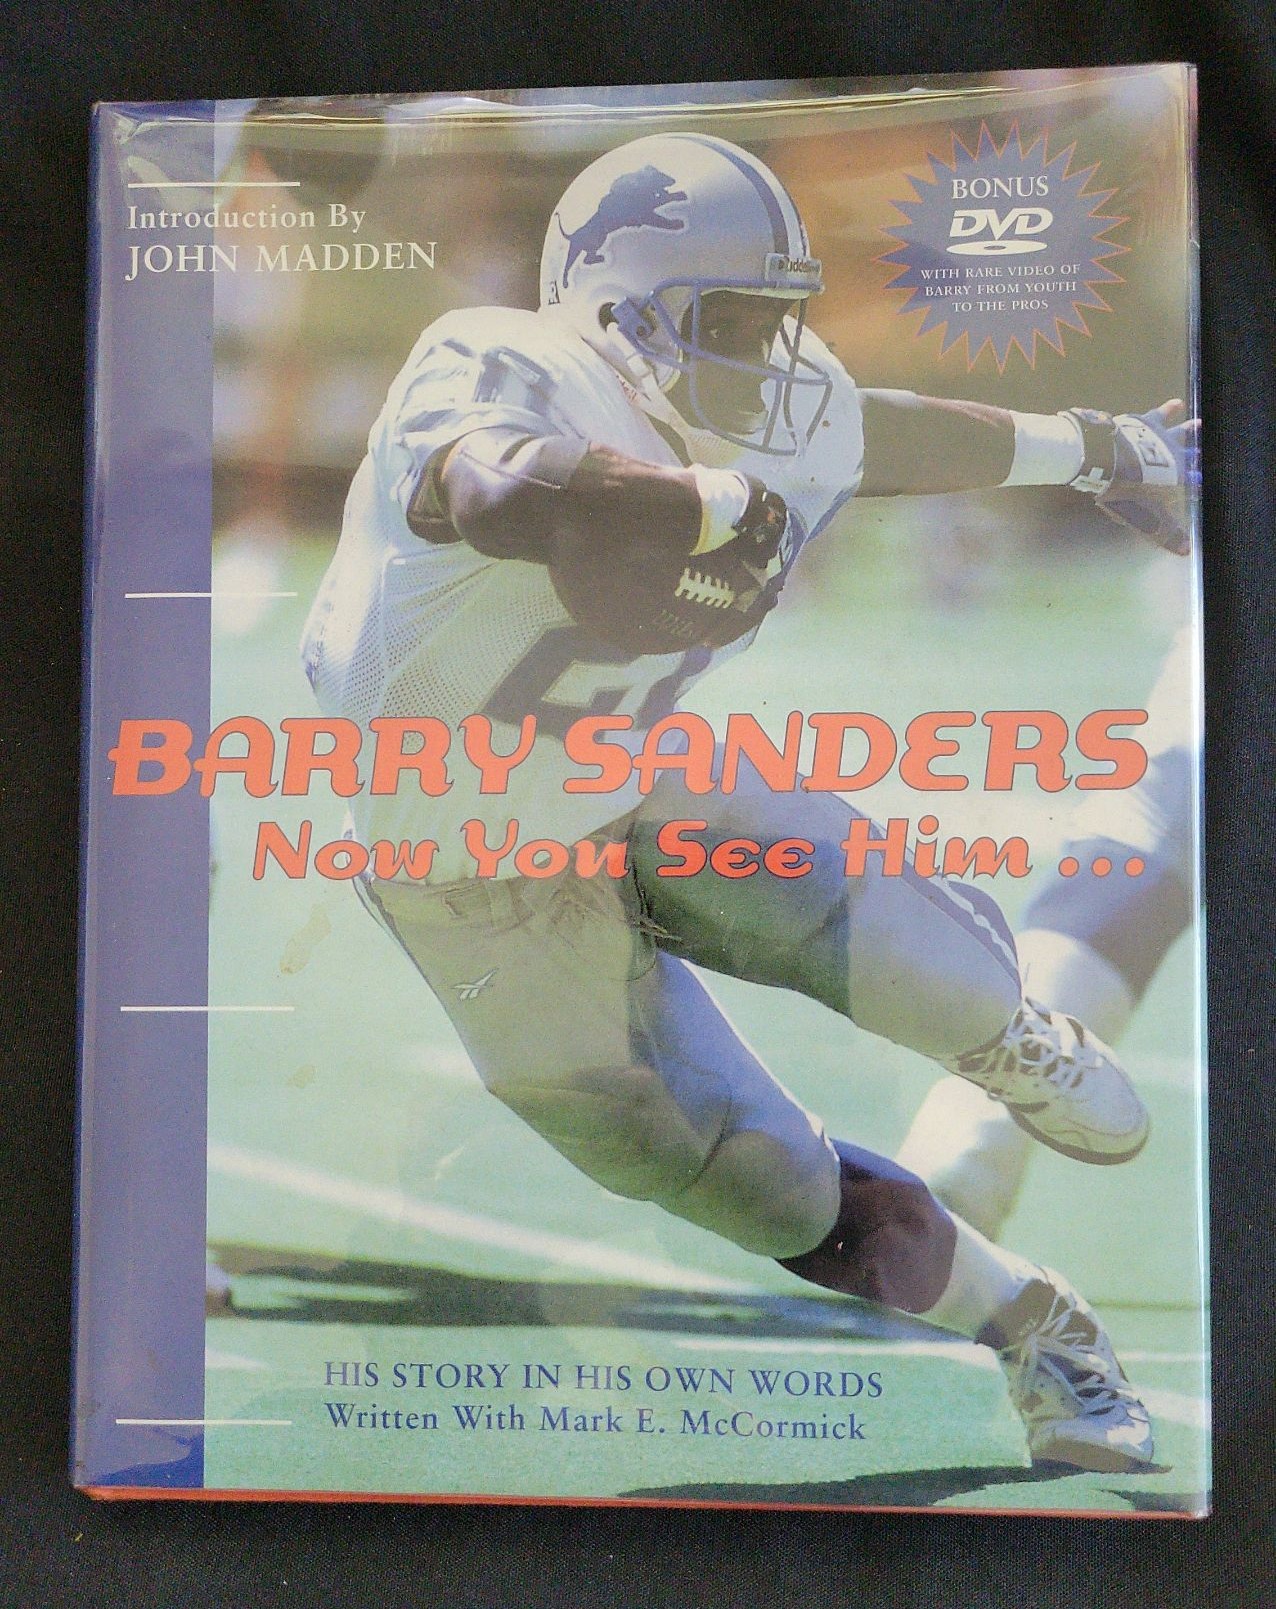 Introduction By
JOHN MADDEN
BONUS
DVD
WITH RARE VIDEO OF
BARRY FROM YOUTH
TO THE PROS
BARRY SANDERS
Now You See Him...
HIS STORY IN HIS OWN WORDS
Written With Mark E. McCormick